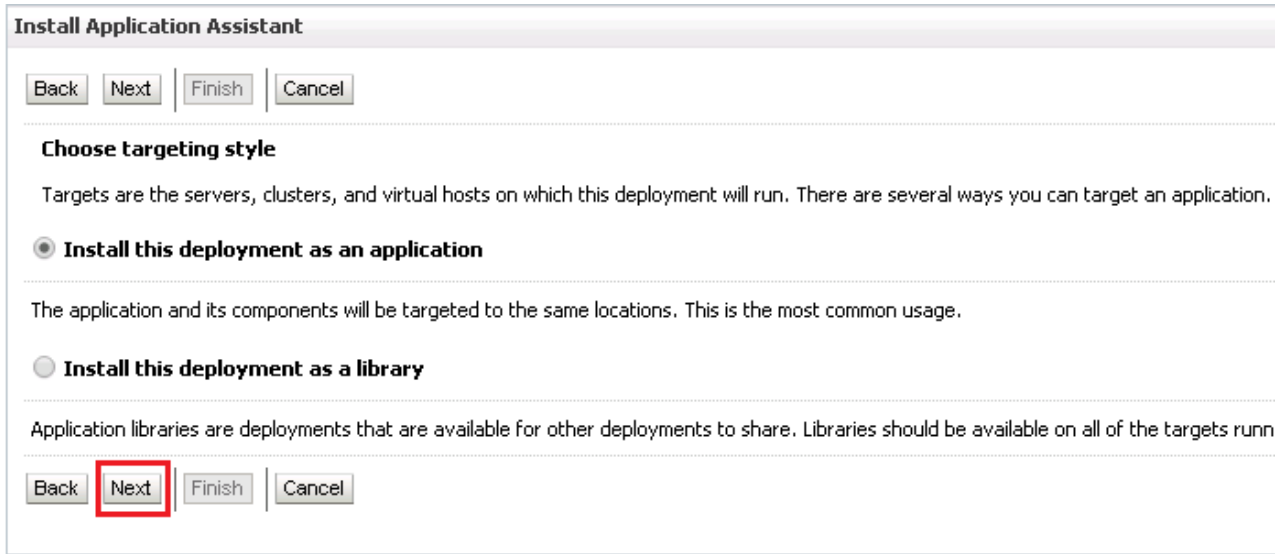 Install Application Assistant
Back Next Finish Cancel
Choose targeting style
Targets are the servers, clusters, and virtual hosts on which this deployment will run. There are several ways you can target an application.
Install this deployment as an application
The application and its components will be targeted to the same locations. This is the most common usage.
Install this deployment as a library
Application libraries are deployments that are available for other deployments to share. Libraries should be available on all of the targets runn
Back Next Finish Cancel